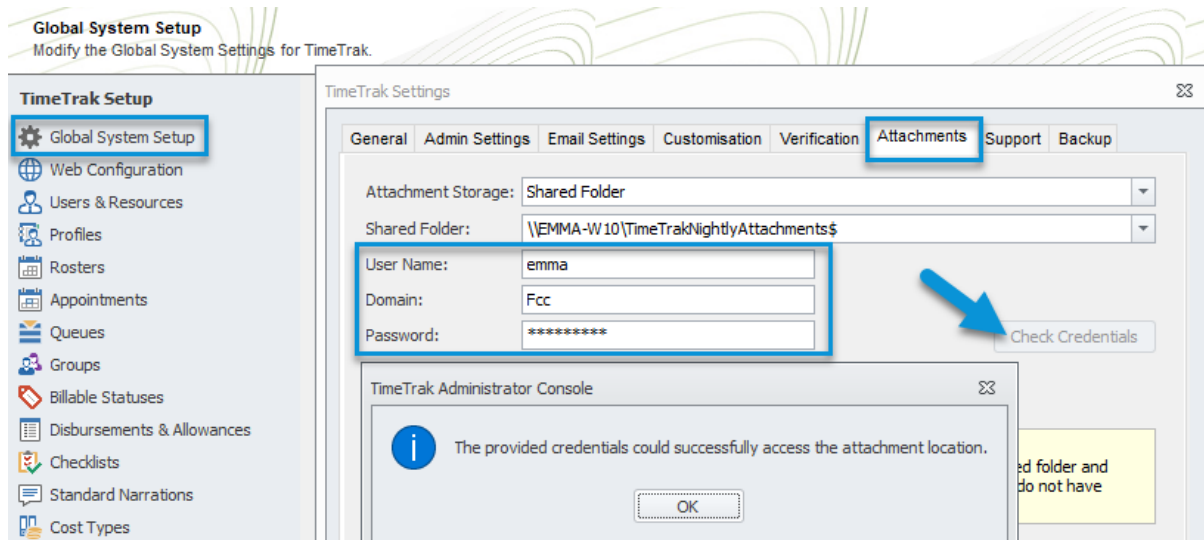 Global System Setup
Modify the Global System Settings for TimeTrak.
TimeTrak Setup
Global System Setup
Web Configuration
Users & Resources
Profiles
Rosters
Appointments
Queues
Groups
Billable Statuses
Disbursements & Allowances
Checklists
Standard Narrations
Cost Types
TimeTrak Settings
General Admin Settings Email Settings Customisation Verification Attachments Support Backup
Attachment Storage: Shared Folder
Shared Folder: \\EMMA-W10\TimeTrakNightlyAttachments$
User Name: emma
Domain: Fcc
Password: *********
Check Credentials
TimeTrak Administrator Console
The provided credentials could successfully access the attachment location.
OK
ed folder and
do not have